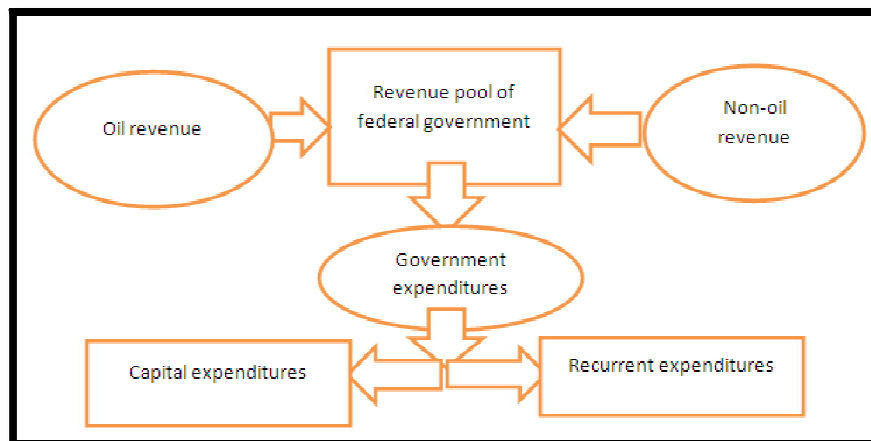 Oil revenue
Revenue pool of
federal government
Non-oil
revenue
Government
expenditures
Capital expenditures
Recurrent expenditures